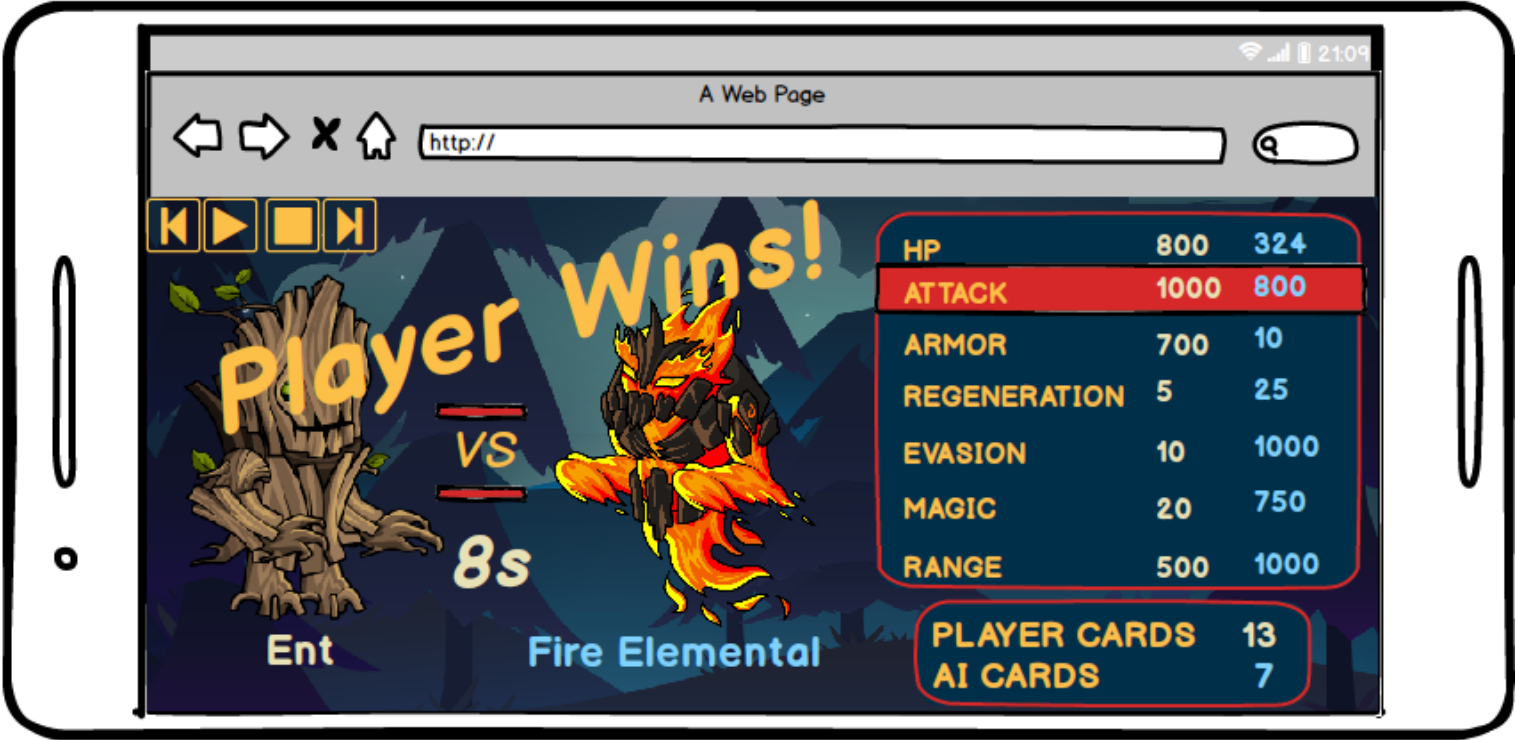 21:09
A Web Page
http://
Player Wins!
HP 800 324
ATTACK 1000 800
ARMOR 700 10
REGENERATION 5 25
EVASION 10 1000
MAGIC 20 750
RANGE 500 1000
VS
8s
Ent
Fire Elemental
PLAYER CARDS 13
AI CARDS 7